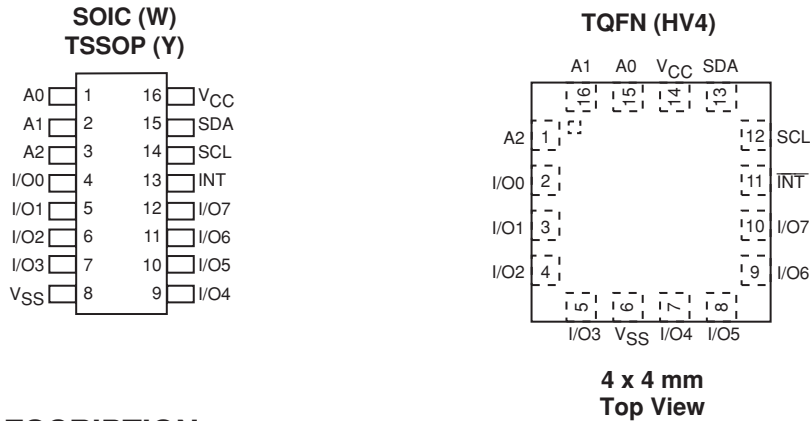 SOIC (W)
TSSOP (Y)
A0 1 16 VCC
A1 2 15 SDA
A2 3 14 SCL
I/O0 4 13 INT
I/O1 5 12 I/O7
I/O2 6 11 I/O6
I/O3 7 10 I/O5
VSS 8 9 I/O4
TQFN (HV4)
A1 A0 VCC SDA
16 15 14 13
A2 1 12 SCL
I/O0 2 11 INT
I/O1 3 10 I/O7
I/O2 4 9 I/O6
5 6 7 8
I/O3 VSS I/O4 I/O5
4 x 4 mm
Top View